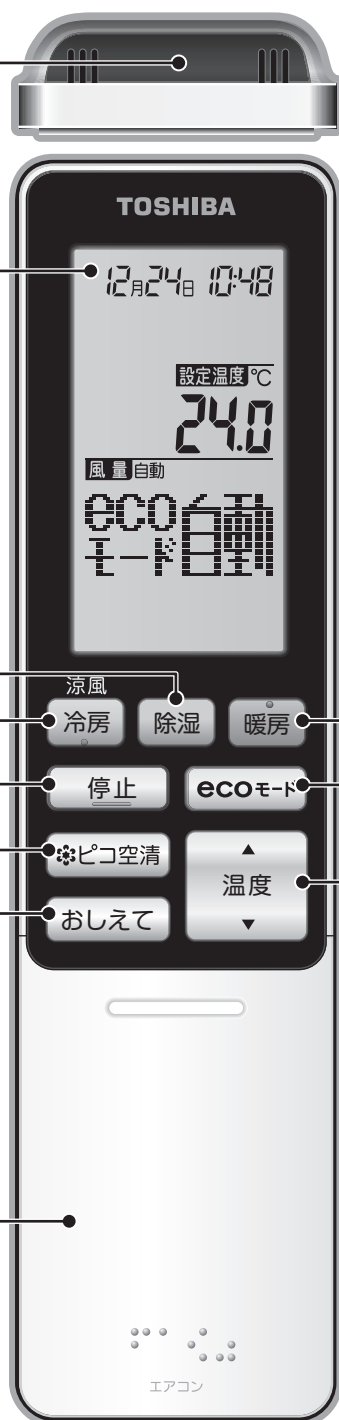 TOSHIBA
12月24日 10:48
設定温度 ℃
24.0
風量 自動
eco自動
モード
涼風
冷房 除湿 暖房
停止 ecoモード
ピコ空清
▲
温度
▼
おしえて
エアコン